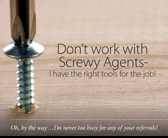 Don't work with
Screwy Agents-
I have the right tools for the job!
Oh, by the way... I'm never too busy for any of your referrals!